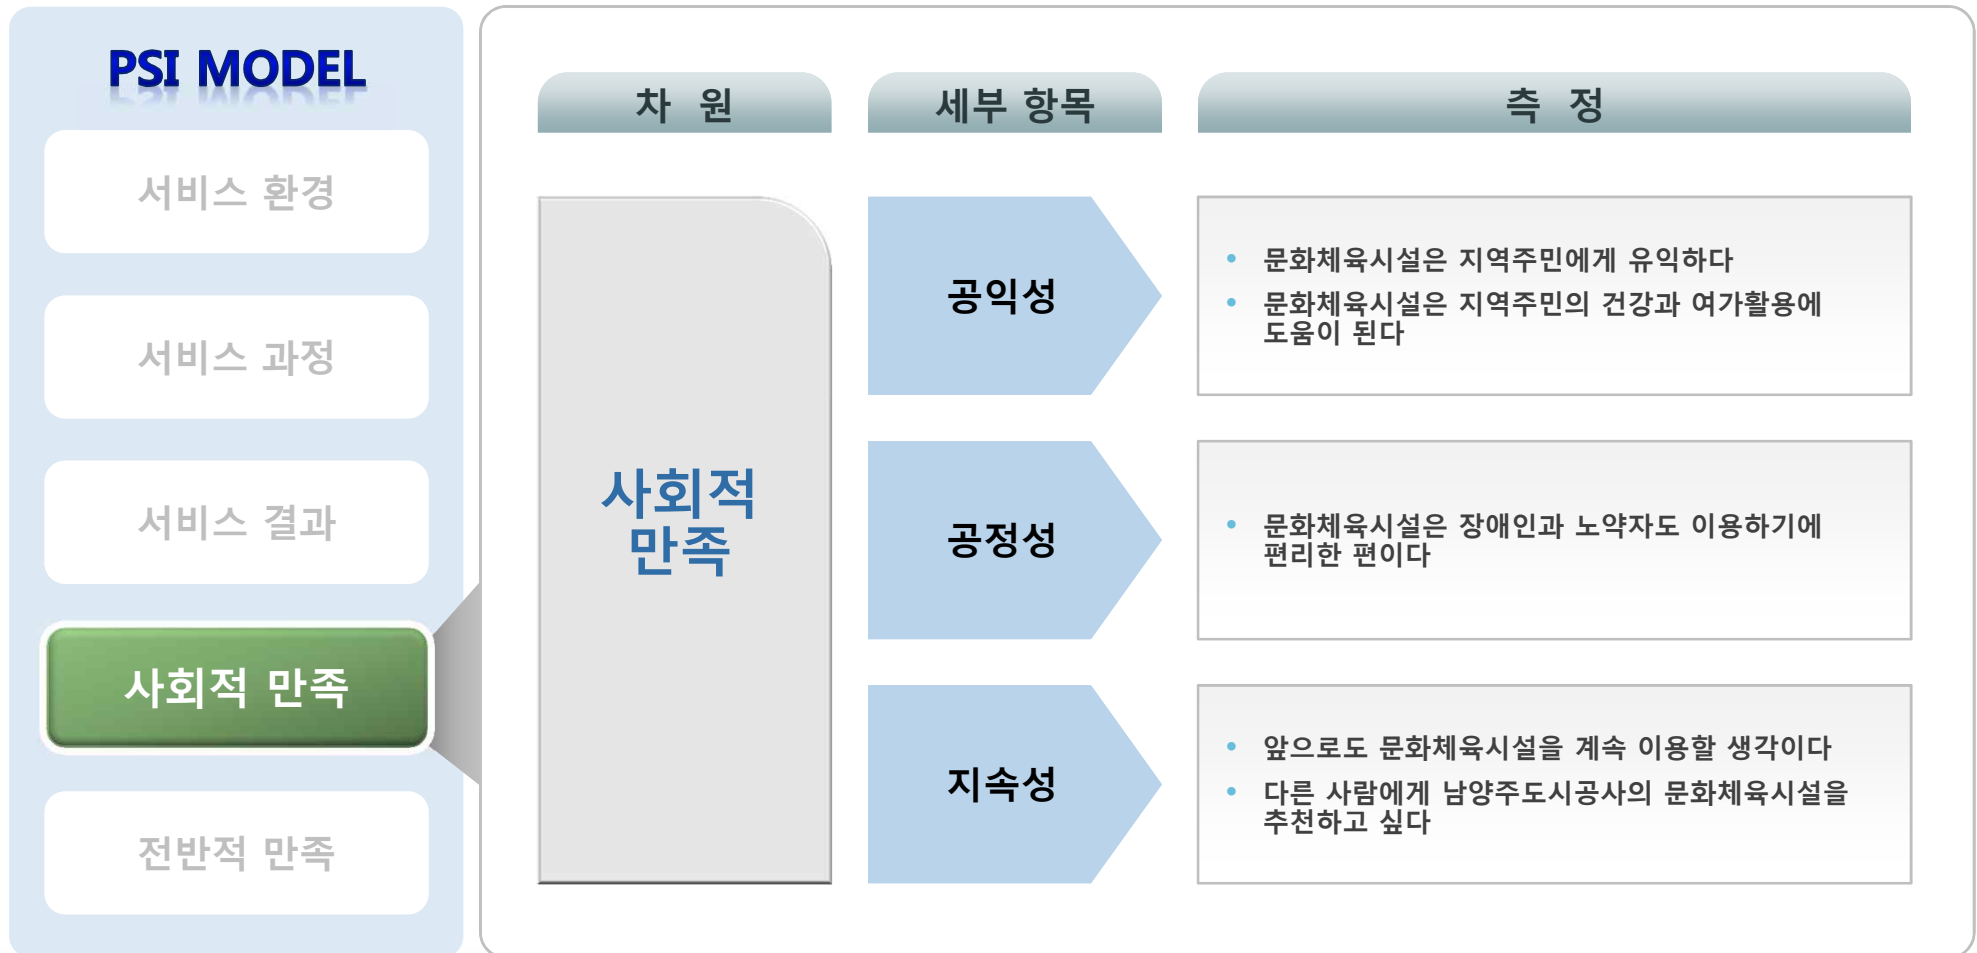 PSI MODEL
서비스 환경
서비스 과정
서비스 결과
사회적 만족
전반적 만족
차 원
세부 항목
측 정
사회적
만족
공익성
• 문화체육시설은 지역주민에게 유익하다
• 문화체육시설은 지역주민의 건강과 여가활용에
도움이 된다
공정성
• 문화체육시설은 장애인과 노약자도 이용하기에
편리한 편이다
지속성
• 앞으로도 문화체육시설을 계속 이용할 생각이다
• 다른 사람에게 남양주도시공사의 문화체육시설을
추천하고 싶다